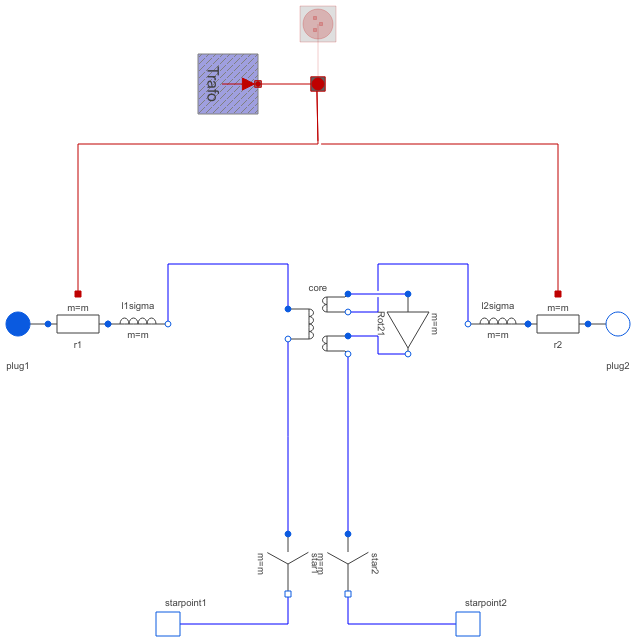 Trafo
core
m=m
l1sigma
Rot21
m=m
l2sigma
m=m
r1
m=m
m=m
r2
plug1
plug2
m=m
star1
m=m
star2
starpoint1
starpoint2